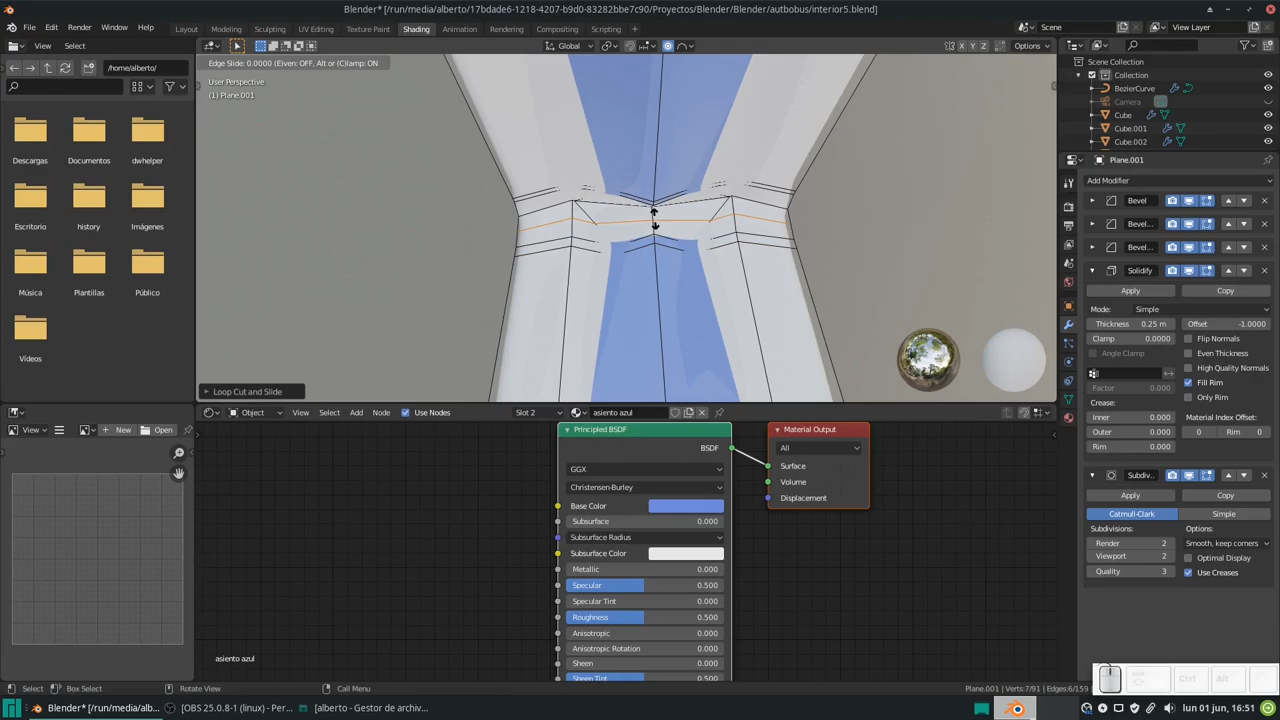 Blender* [/run/media/alberto/17bdade6-1218-4207-b9d0-83282bbe7c90/Proyectos/Blender/Blender/autbobus/interior5.blend]
File Edit Render Window Help Layout Modeling Sculpting UV Editing Texture Paint Shading Animation Rendering Compositing Scripting Scene View Layer
View Select Global X Y Z Options
/home/alberto/
Edge Slide: 0.0000 (E)ven: OFF, Alt or (C)lamp: ON
User Perspective
(1) Plane.001
Descargas Documentos dwhelper
Escritorio history Imágenes
Música Plantillas Público
Vídeos
Loop Cut and Slide
Scene Collection
Collection
BezierCurve
Camera
Cube
Cube.001
Cube.002
Plane.001
Add Modifier
Bevel
Bevel..
Bevel..
Solidify
Apply Copy
Mode: Simple
Thickness 0.25 m Offset -1.0000
Clamp 0.0000 Flip Normals
Angle Clamp Even Thickness
High Quality Normals
Factor 0.000 Fill Rim
Crease: Only Rim
Inner 0.000 Material Index Offset:
Outer 0.000 0 Rim 0
Rim 0.000
Subdiv..
Apply Copy
Catmull-Clark Simple
Subdivisions: Options:
Render 2 Smooth, keep corners
Viewport 2 Optimal Display
Quality 3 Use Creases
View New Open
Object View Select Add Node Use Nodes Slot 2 asiento azul
Principled BSDF
BSDF
GGX
Christensen-Burley
Base Color
Subsurface 0.000
Subsurface Radius
Subsurface Color
Metallic 0.000
Specular 0.500
Specular Tint 0.000
Roughness 0.500
Anisotropic 0.000
Anisotropic Rotation 0.000
Sheen 0.000
Sheen Tint 0.500
Material Output
All
Surface
Volume
Displacement
asiento azul
Select Box Select Rotate View Call Menu Plane.001 | Verts:7/91 | Edges:6/159
Ctrl Alt
Blender* [/run/media/alb... [OBS 25.0.8-1 (linux) - Per... [alberto - Gestor de archiv... lun 01 jun, 16:51